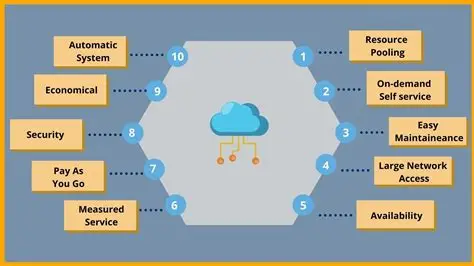 1
Resource
Pooling
2
On-demand
Self service
3
Easy
Maintaineance
4
Large Network
Access
5
Availability
6
Measured
Service
7
Pay As
You Go
8
Security
9
Economical
10
Automatic
System